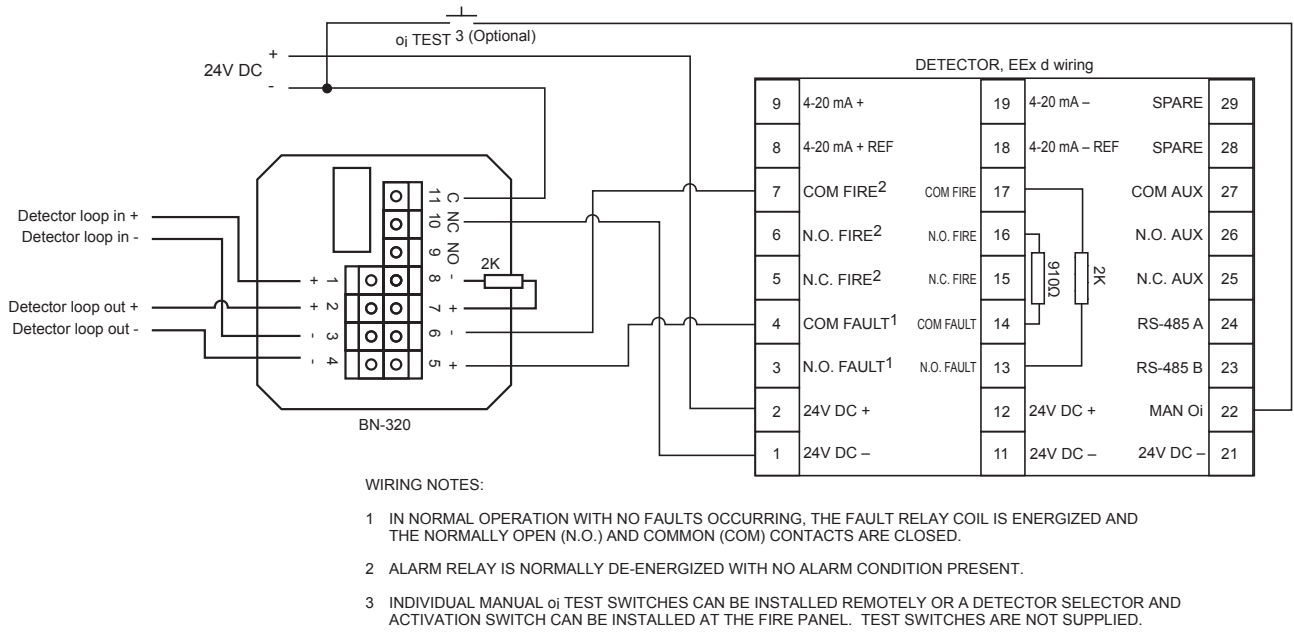 oi TEST 3 (Optional)
+
24V DC
-
DETECTOR, EEx d wiring
9 4-20 mA + 19 4-20 mA – SPARE 29
8 4-20 mA + REF 18 4-20 mA – REF SPARE 28
7 COM FIRE2 COM FIRE 17 COM AUX 27
6 N.O. FIRE2 N.O. FIRE 16 N.O. AUX 26
5 N.C. FIRE2 N.C. FIRE 15 N.C. AUX 25
4 COM FAULT1 COM FAULT 14 RS-485 A 24
3 N.O. FAULT1 N.O. FAULT 13 RS-485 B 23
2 24V DC + 12 24V DC + MAN Oi 22
1 24V DC – 11 24V DC – 24V DC – 21
910Ω
2K
Detector loop in +
Detector loop in -
Detector loop out +
Detector loop out -
11 C
10 NC
9 NO
+ 1 8 -
+ 2 7 +
- 3 6 -
- 4 5 +
2K
BN-320
WIRING NOTES:
1 IN NORMAL OPERATION WITH NO FAULTS OCCURRING, THE FAULT RELAY COIL IS ENERGIZED AND
THE NORMALLY OPEN (N.O.) AND COMMON (COM) CONTACTS ARE CLOSED.
2 ALARM RELAY IS NORMALLY DE-ENERGIZED WITH NO ALARM CONDITION PRESENT.
3 INDIVIDUAL MANUAL oi TEST SWITCHES CAN BE INSTALLED REMOTELY OR A DETECTOR SELECTOR AND
ACTIVATION SWITCH CAN BE INSTALLED AT THE FIRE PANEL. TEST SWITCHES ARE NOT SUPPLIED.